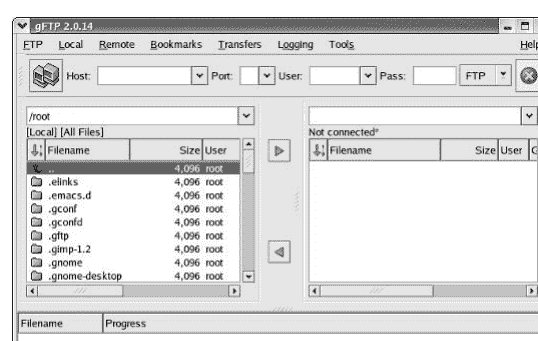 gFTP 2.0.14
FTP Local Remote Bookmarks Transfers Logging Tools Help
Host: Port: User: Pass: FTP
/root
[Local] [All Files]
Not connected*
Filename Size User
Filename Size User
.. 4,096 root
.elinks 4,096 root
.emacs.d 4,096 root
.gconf 4,096 root
.gconfd 4,096 root
.gftp 4,096 root
.gimp-1.2 4,096 root
.gnome 4,096 root
.gnome-desktop 4,096 root
Filename Progress